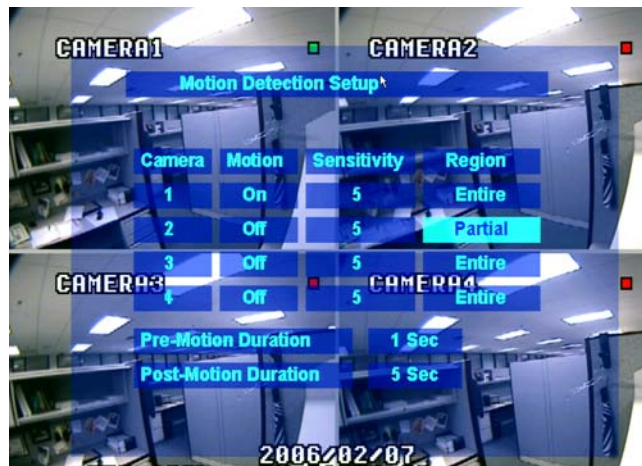 CAMERA1 CAMERA2
Motion Detection Setup
Camera Motion Sensitivity Region
1 On 5 Entire
2 Off 5 Partial
3 Off 5 Entire
CAMERA3 CAMERA4
4 Off 5 Entire
Pre-Motion Duration 1 Sec
Post-Motion Duration 5 Sec
2006/02/07